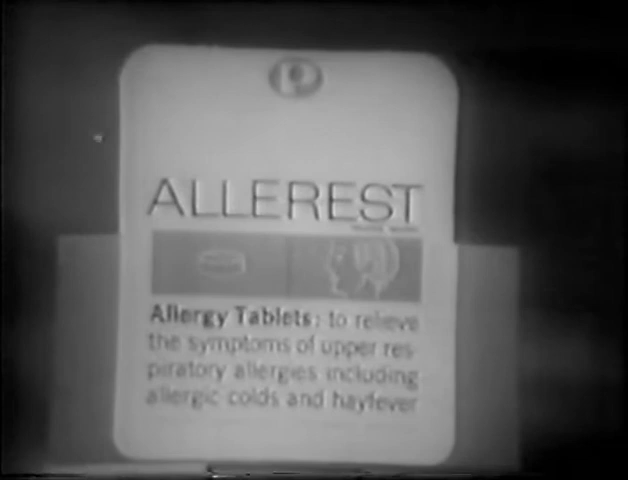 ALLEREST
Allergy Tablets: to relieve
the symptoms of upper res-
piratory allergies including
allergic colds and hayfever